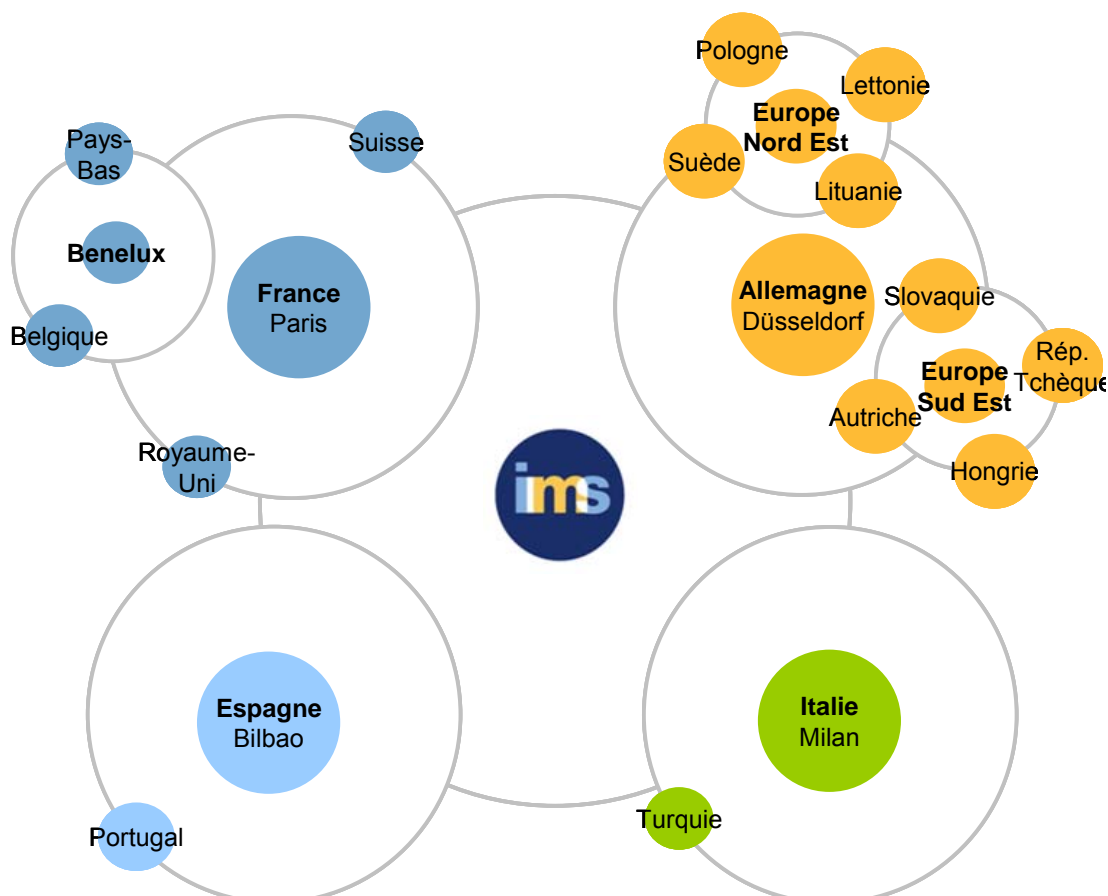 Pologne
Lettonie
Europe
Nord Est
Suède
Lituanie
Pays-
Bas
Suisse
Benelux
Belgique
France
Paris
Royaume-
Uni
Allemagne
Düsseldorf
Slovaquie
Rép.
Tchèque
Europe
Sud Est
Autriche
Hongrie
ims
Espagne
Bilbao
Portugal
Italie
Milan
Turquie